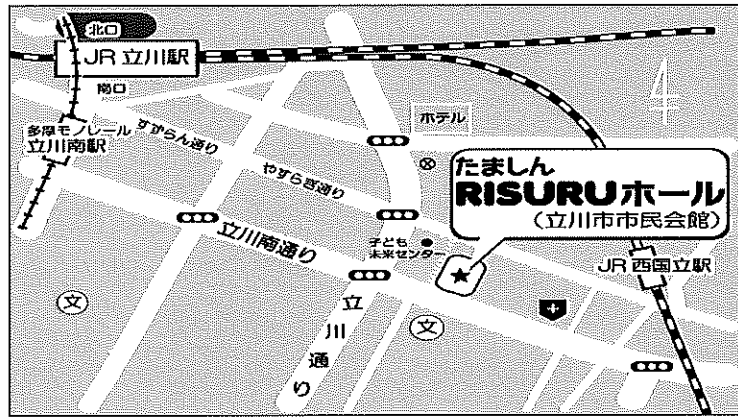 北口
JR 立川駅
南口
多摩モノレール
立川南駅
すずらん通り
やすらぎ通り
ホテル
たましん
RISURUホール
(立川市市民会館)
立川南通り
子ども
未来センター
JR 西国立駅
文
文
立川通り